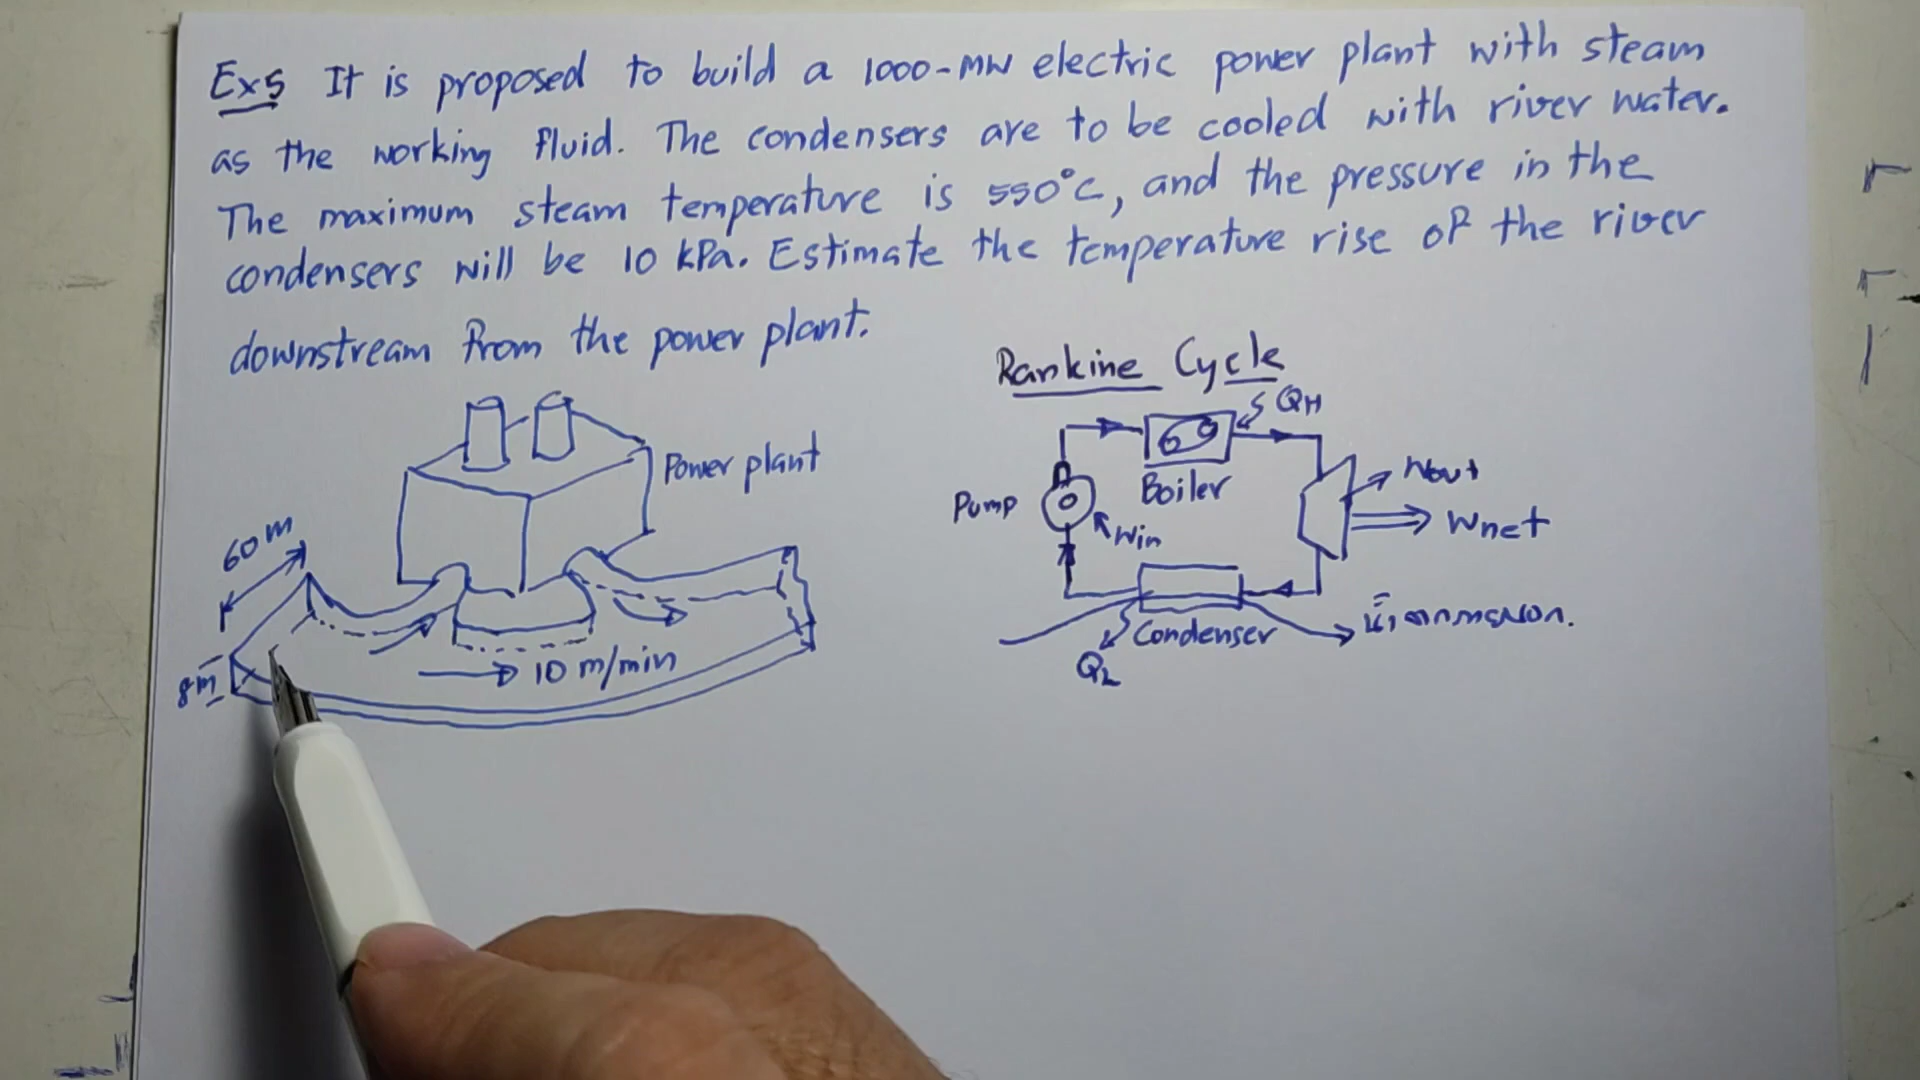 Ex5 It is proposed to build a 1000-MW electric power plant with steam
as the working fluid. The condensers are to be cooled with river water.
The maximum steam temperature is 550°C, and the pressure in the
condensers will be 10 kPa. Estimate the temperature rise of the river
downstream from the power plant.
Rankine Cycle
QH
Power plant
Boiler
Wout
Pump
Win
Wnet
60 m
8m
10 m/min
Condenser
QL